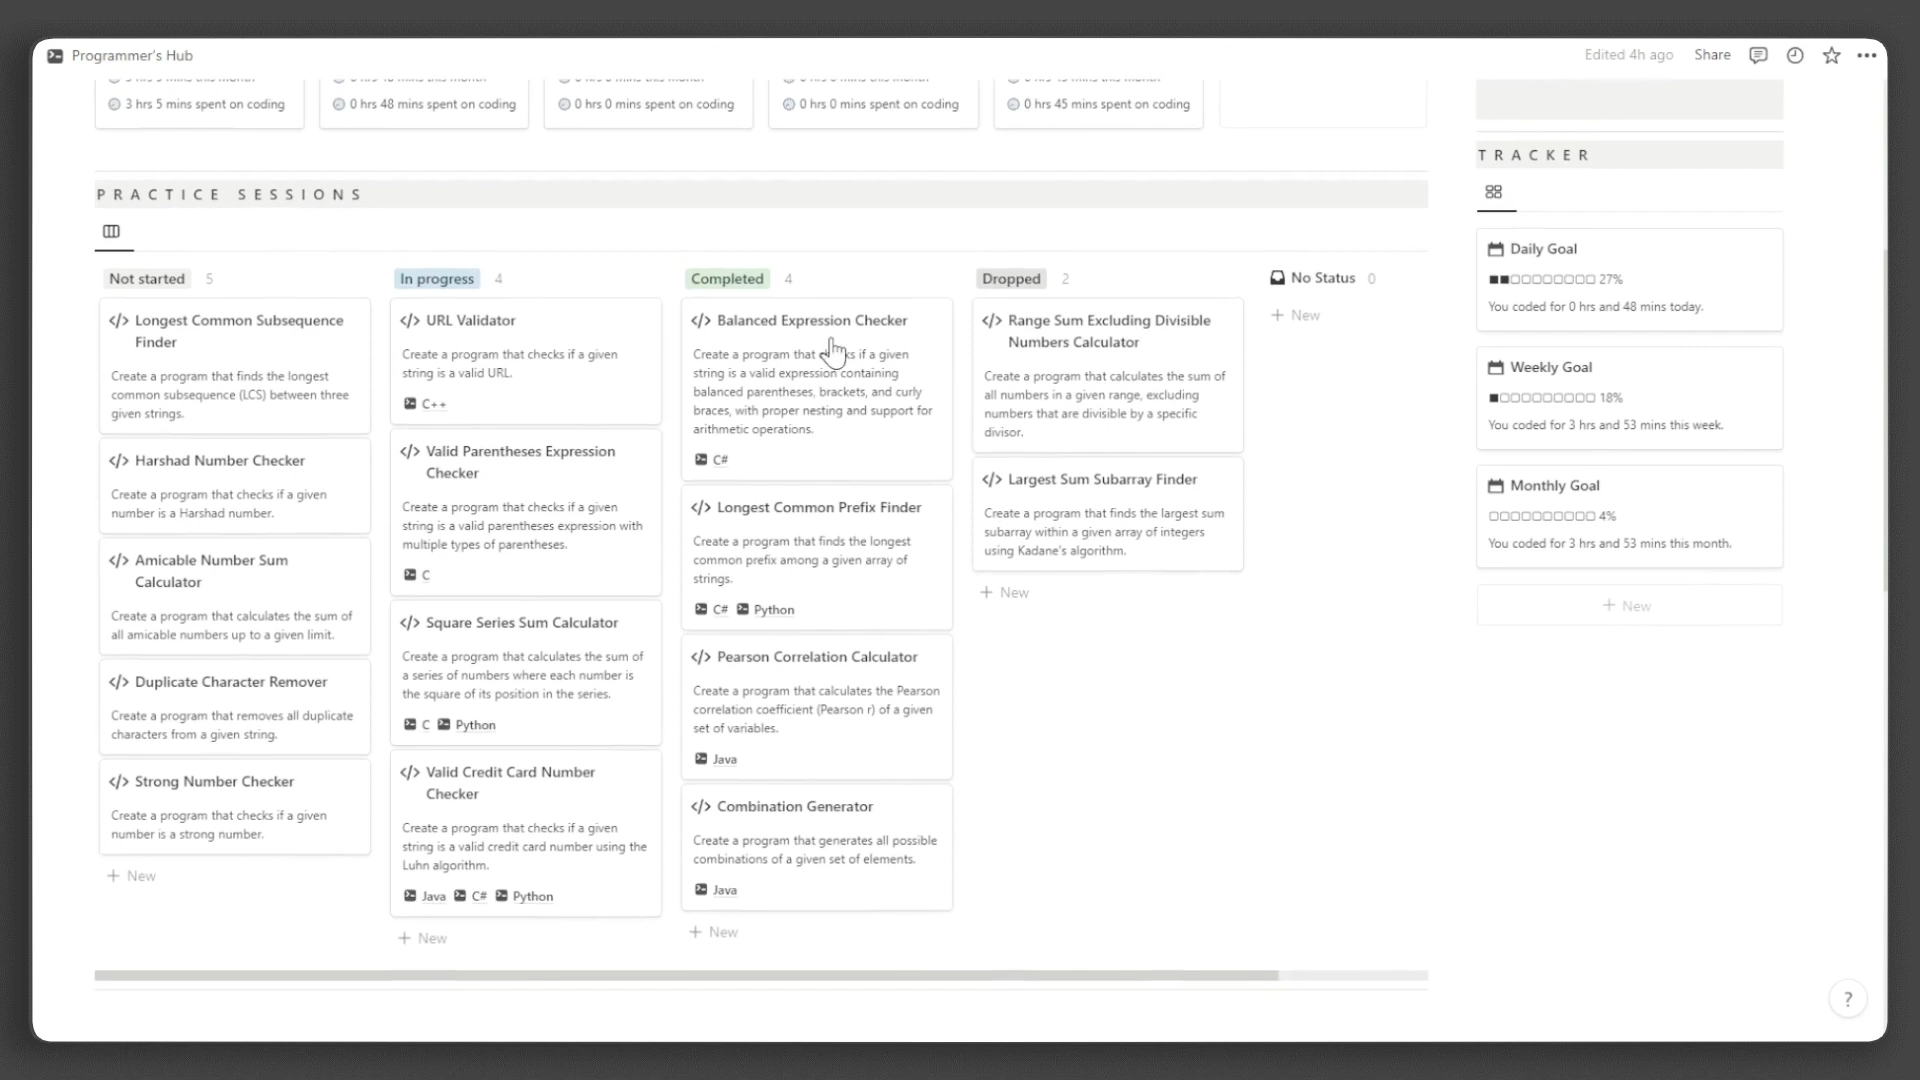 Programmer's Hub
Edited 4h ago
Share
3 hrs 5 mins spent on coding
0 hrs 48 mins spent on coding
0 hrs 0 mins spent on coding
0 hrs 0 mins spent on coding
0 hrs 45 mins spent on coding
PRACTICE SESSIONS
Not started 5
Longest Common Subsequence
Finder
Create a program that finds the longest
common subsequence (LCS) between three
given strings.
Harshad Number Checker
Create a program that checks if a given
number is a Harshad number.
Amicable Number Sum
Calculator
Create a program that calculates the sum of
all amicable numbers up to a given limit.
Duplicate Character Remover
Create a program that removes all duplicate
characters from a given string.
Strong Number Checker
Create a program that checks if a given
number is a strong number.
+ New
In progress 4
URL Validator
Create a program that checks if a given
string is a valid URL.
C++
Valid Parentheses Expression
Checker
Create a program that checks if a given
string is a valid parentheses expression with
multiple types of parentheses.
C
Square Series Sum Calculator
Create a program that calculates the sum of
a series of numbers where each number is
the square of its position in the series.
C Python
Valid Credit Card Number
Checker
Create a program that checks if a given
string is a valid credit card number using the
Luhn algorithm.
Java C# Python
+ New
Completed 4
Balanced Expression Checker
Create a program that checks if a given
string is a valid expression containing
balanced parentheses, brackets, and curly
braces, with proper nesting and support for
arithmetic operations.
C#
Longest Common Prefix Finder
Create a program that finds the longest
common prefix among a given array of
strings.
C# Python
Pearson Correlation Calculator
Create a program that calculates the Pearson
correlation coefficient (Pearson r) of a given
set of variables.
Java
Combination Generator
Create a program that generates all possible
combinations of a given set of elements.
Java
+ New
Dropped 2
Range Sum Excluding Divisible
Numbers Calculator
Create a program that calculates the sum of
all numbers in a given range, excluding
numbers that are divisible by a specific
divisor.
Largest Sum Subarray Finder
Create a program that finds the largest sum
subarray within a given array of integers
using Kadane's algorithm.
+ New
No Status 0
+ New
TRACKER
Daily Goal
27%
You coded for 0 hrs and 48 mins today.
Weekly Goal
18%
You coded for 3 hrs and 53 mins this week.
Monthly Goal
4%
You coded for 3 hrs and 53 mins this month.
+ New
?